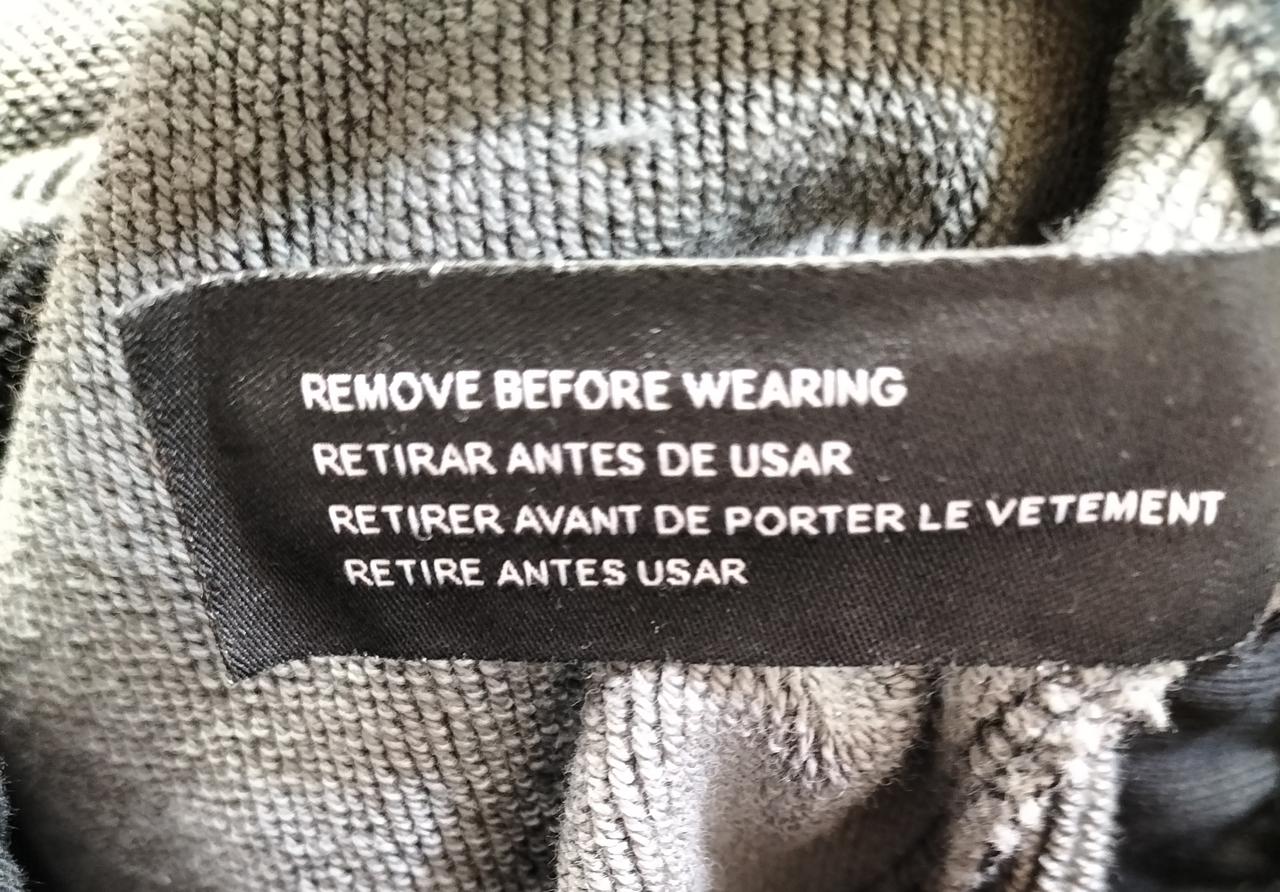 REMOVE BEFORE WEARING
RETIRAR ANTES DE USAR
RETIRER AVANT DE PORTER LE VETEMENT
RETIRE ANTES USAR